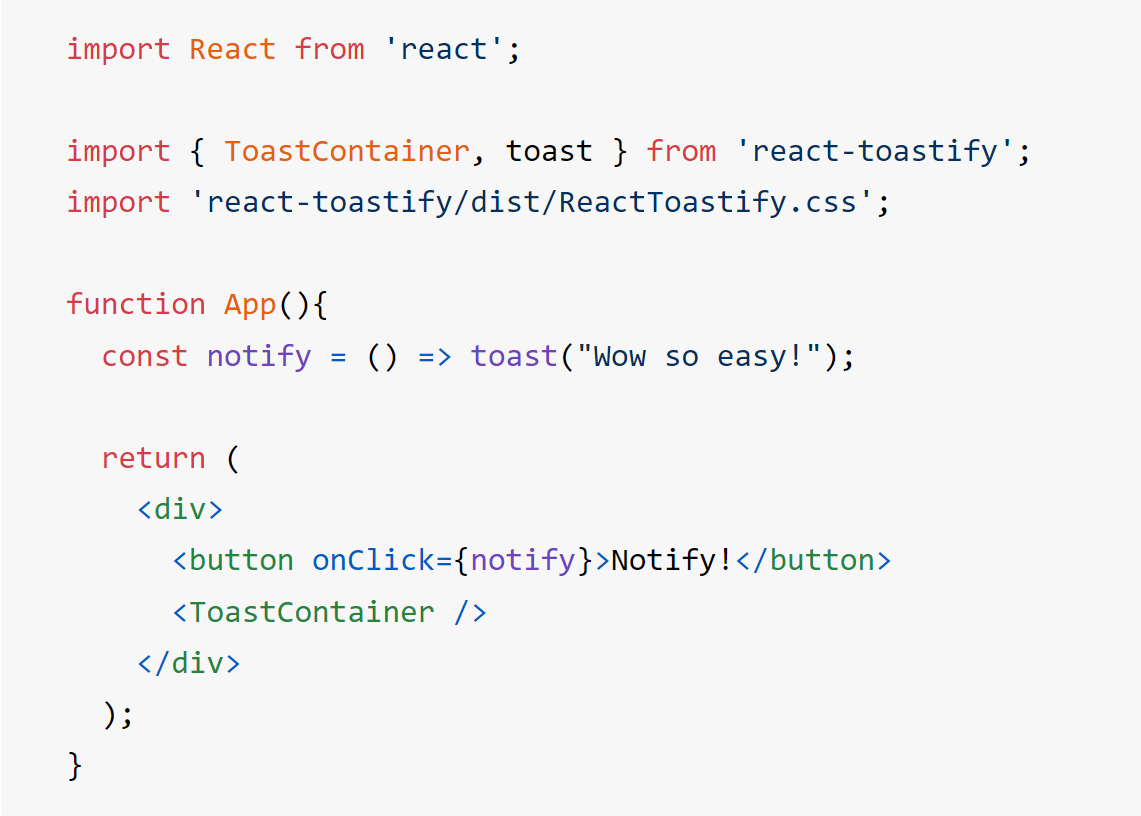 import React from 'react';
import { ToastContainer, toast } from 'react-toastify';
import 'react-toastify/dist/ReactToastify.css';
function App(){
const notify = () => toast("Wow so easy!");
return (
<div>
<button onClick={notify}>Notify!</button>
<ToastContainer />
</div>
);
}